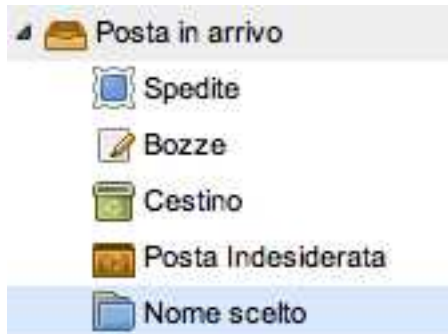 Posta in arrivo
Spedite
Bozze
Cestino
Posta Indesiderata
Nome scelto